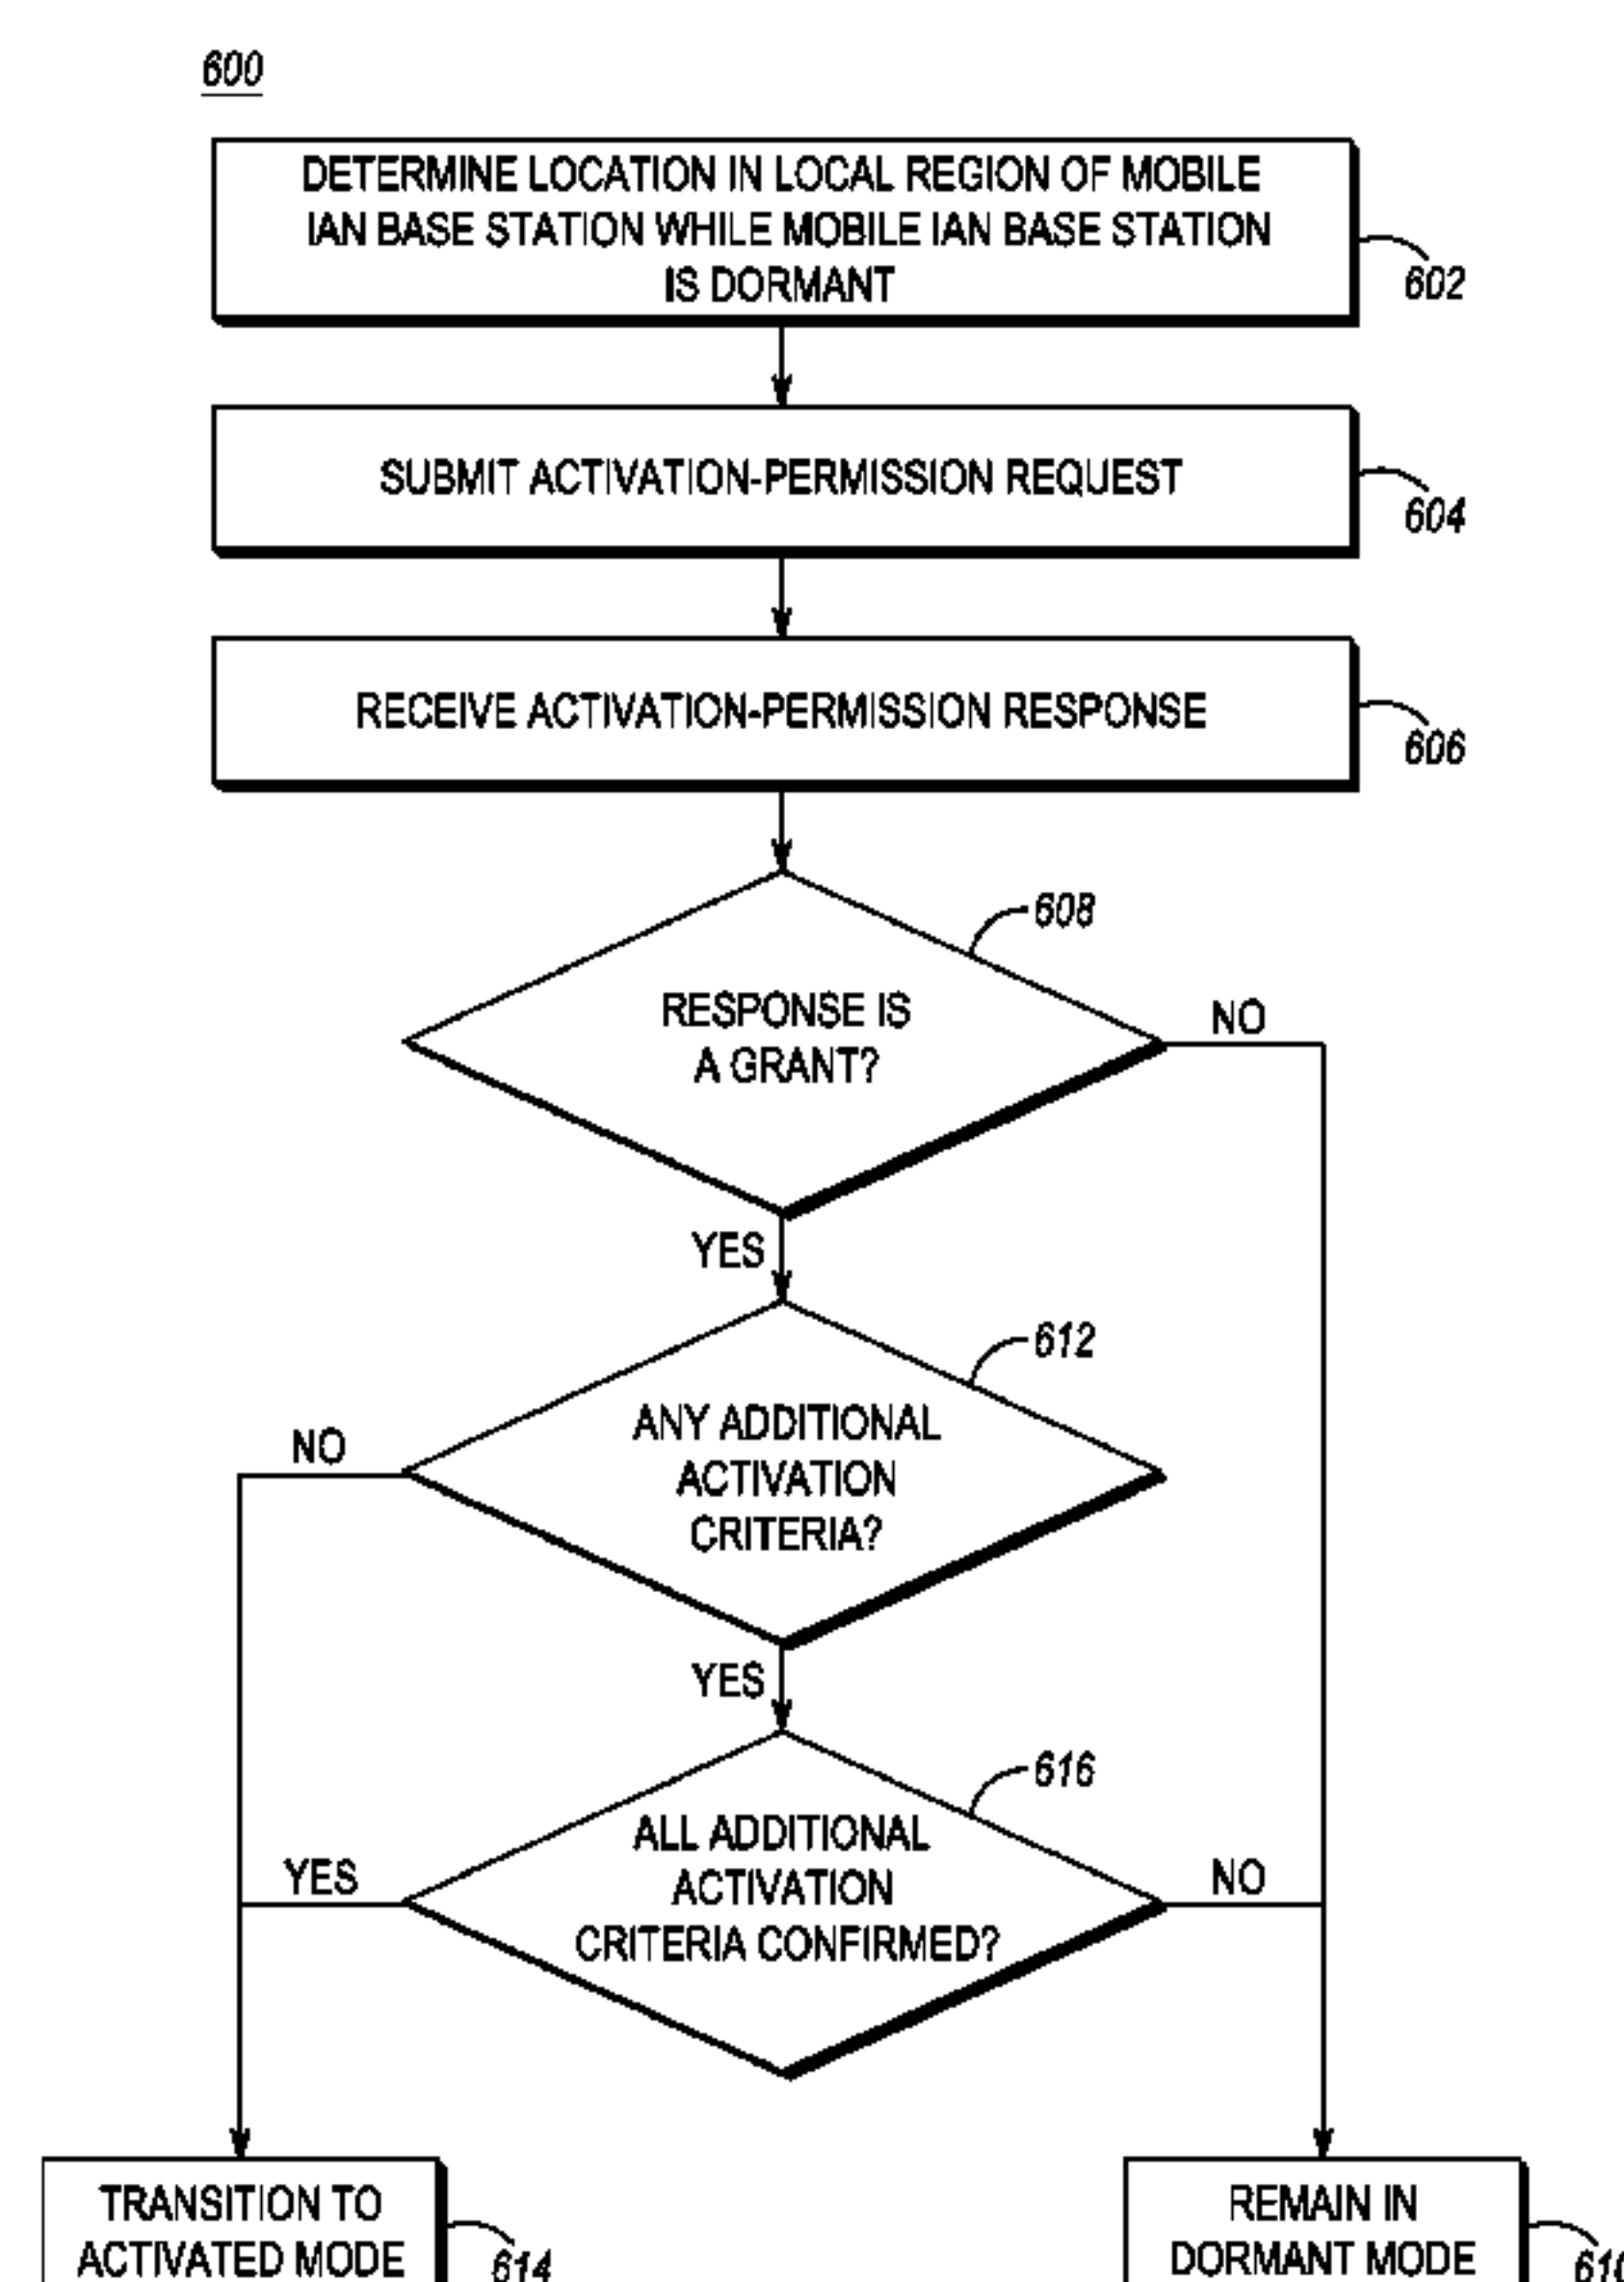 600
DETERMINE LOCATION IN LOCAL REGION OF MOBILE
IAN BASE STATION WHILE MOBILE IAN BASE STATION
IS DORMANT
602
SUBMIT ACTIVATION-PERMISSION REQUEST
604
RECEIVE ACTIVATION-PERMISSION RESPONSE
606
608
RESPONSE IS
A GRANT?
NO
YES
612
ANY ADDITIONAL
ACTIVATION
CRITERIA?
NO
YES
616
ALL ADDITIONAL
ACTIVATION
CRITERIA CONFIRMED?
YES
NO
TRANSITION TO
ACTIVATED MODE
614
REMAIN IN
DORMANT MODE
610